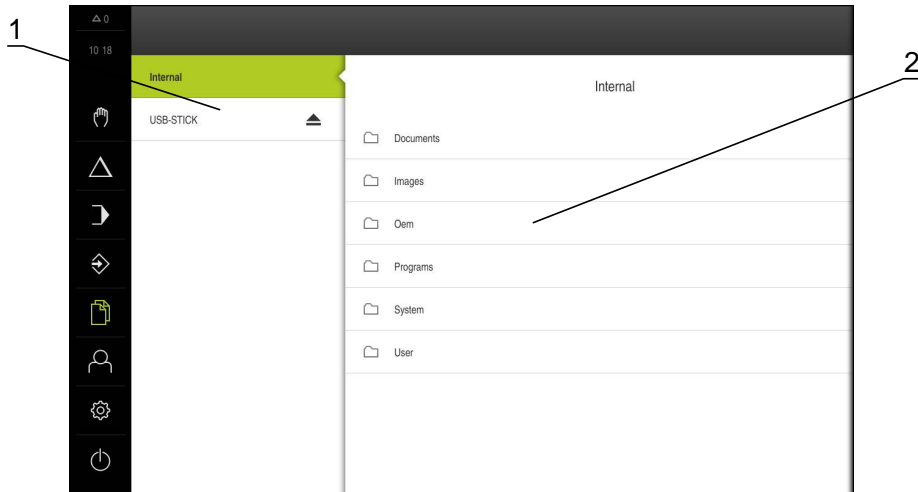 1
0
10 18
2
Internal
USB-STICK
Internal
Documents
Images
Oem
Programs
System
User